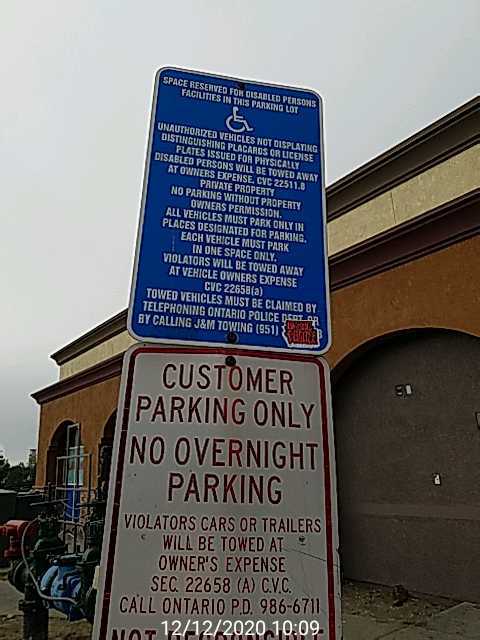 SPACE RESERVED FOR DISABLED PERSONS
FACILITIES IN THIS PARKING LOT
UNAUTHORIZED VEHICLES NOT DISPLAYING
DISTINGUISHING PLACARDS OR LICENSE
PLATES ISSUED FOR PHYSICALLY
DISABLED PERSONS WILL BE TOWED AWAY
AT OWNERS EXPENSE. CVC 22511.8
PRIVATE PROPERTY
NO PARKING WITHOUT PROPERTY
OWNERS PERMISSION.
ALL VEHICLES MUST PARK ONLY IN
PLACES DESIGNATED FOR PARKING.
EACH VEHICLE MUST PARK
IN ONE SPACE ONLY.
VIOLATORS WILL BE TOWED AWAY
AT VEHICLE OWNERS EXPENSE
CVC 22658(a)
TOWED VEHICLES MUST BE CLAIMED BY
TELEPHONING ONTARIO POLICE DEPT. OR
BY CALLING J&M TOWING (951)
CUSTOMER
PARKING ONLY
NO OVERNIGHT
PARKING
VIOLATORS CARS OR TRAILERS
WILL BE TOWED AT
OWNER'S EXPENSE
SEC. 22658 (A) C.V.C.
CALL ONTARIO P.D. 986-6711
12/12/2020 10:09